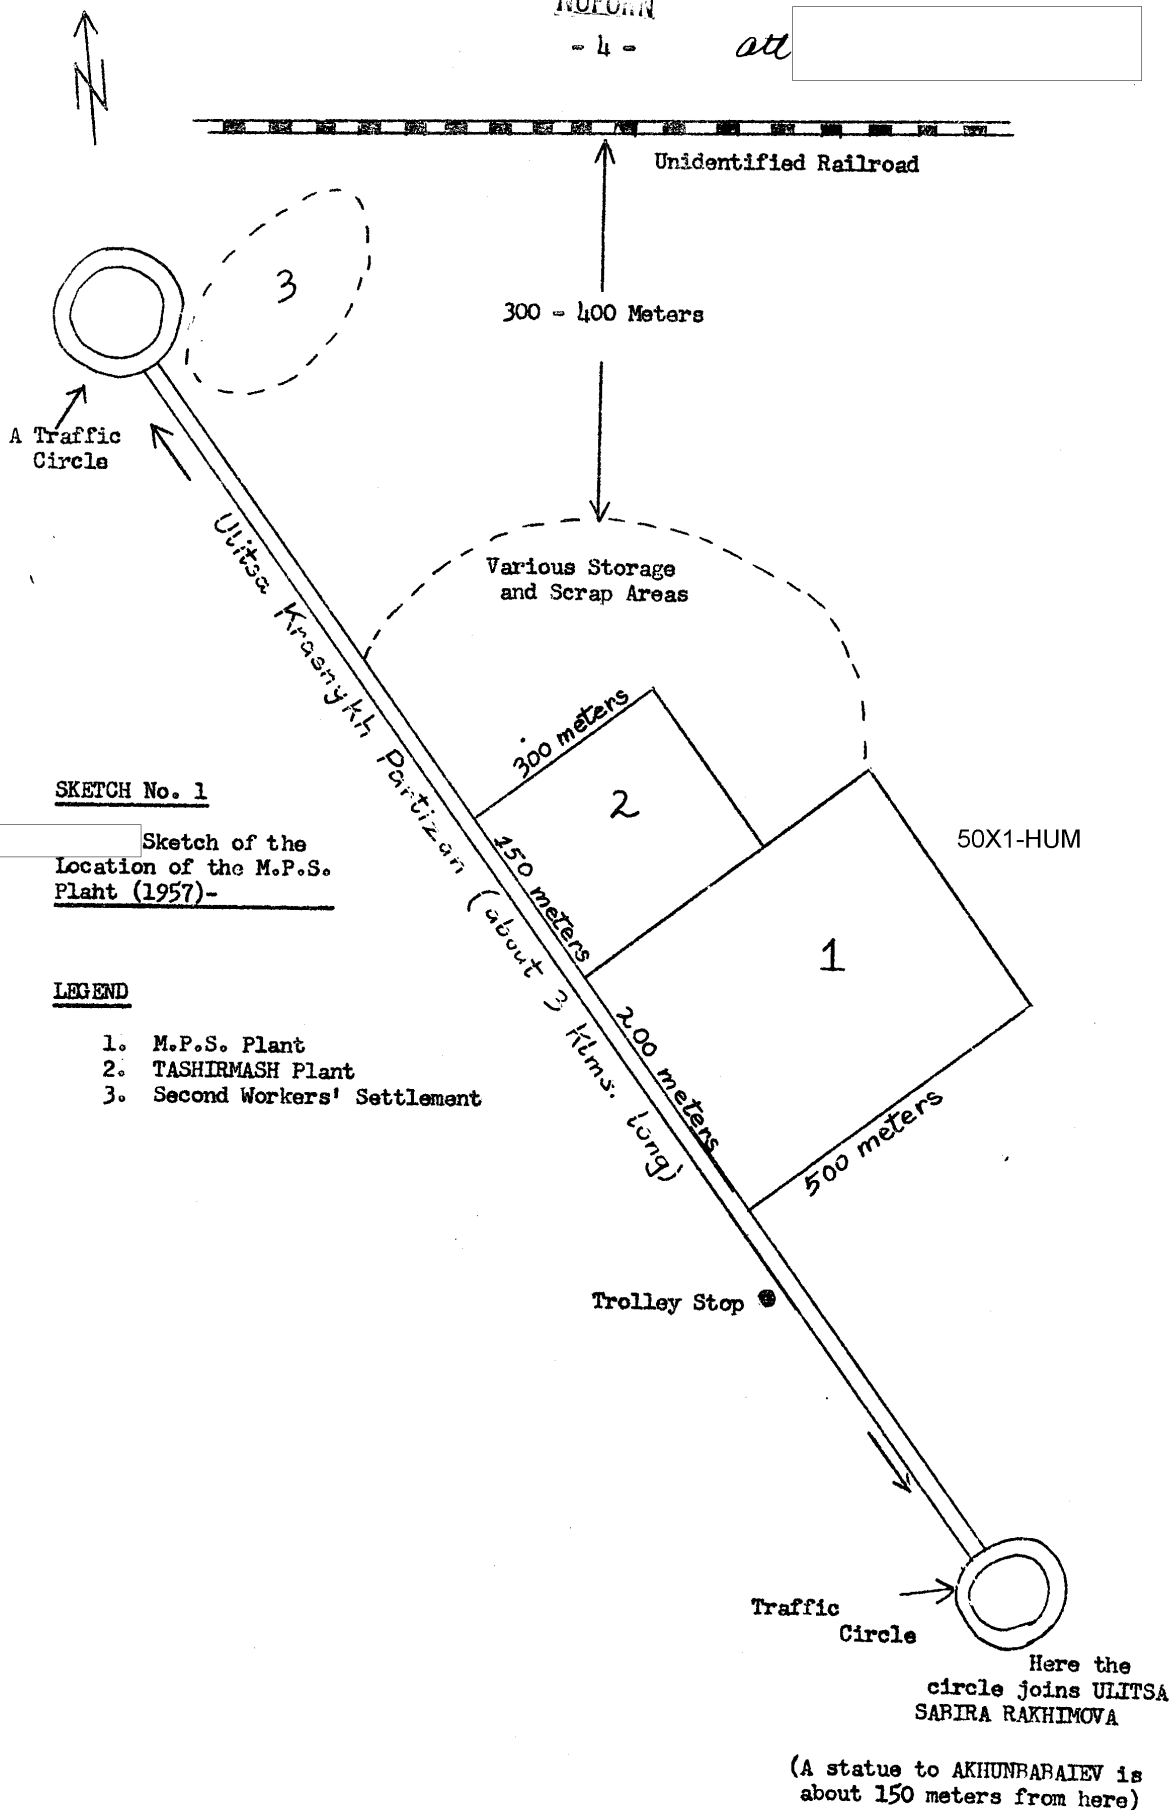 NOFORN
- 4 -
att
N
Unidentified Railroad
3
300 - 400 Meters
A Traffic
Circle
Various Storage
and Scrap Areas
Ulitsa Krasnykh Partizan (about 3 Klms. long)
300 meters
2
150 meters
SKETCH No. 1
Sketch of the
Location of the M.P.S.
Plaht (1957)-
50X1-HUM
1
200 meters
500 meters
LEGEND
1. M.P.S. Plant
2. TASHIRMASH Plant
3. Second Workers' Settlement
Trolley Stop
Traffic
Circle
Here the
circle joins ULITSA
SABIRA RAKHIMOVA
(A statue to AKHUNBABAIEV is
about 150 meters from here)